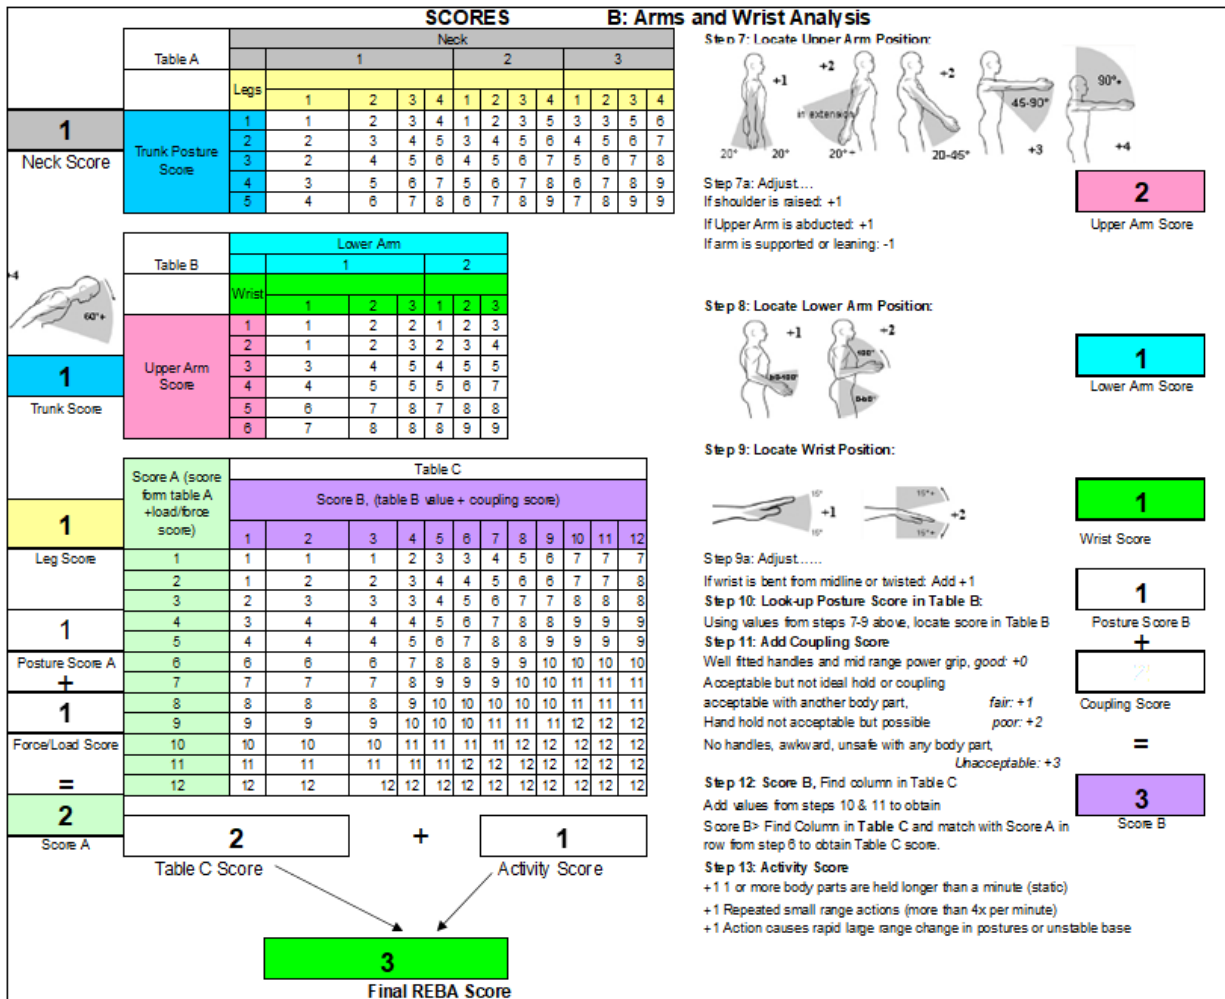 SCORES B: Arms and Wrist Analysis
Neck
Table A 1 2 3
Legs
1 2 3 4 1 2 3 4 1 2 3 4
Trunk Posture Score
1 1 2 3 4 1 2 3 5 3 3 5 6
2 2 3 4 5 3 4 5 6 4 5 6 7
3 2 4 5 6 4 5 6 7 5 6 7 8
4 3 5 6 7 5 6 7 8 6 7 8 9
5 4 6 7 8 6 7 8 9 7 8 9 9
1
Neck Score
Lower Arm
Table B 1 2
Wrist
1 2 3 1 2 3
Upper Arm Score
1 1 2 2 1 2 3
2 1 2 3 2 3 4
3 3 4 5 4 5 5
4 4 5 5 5 6 7
5 6 7 8 7 8 8
6 7 8 8 8 9 9
+4
60°+
1
Trunk Score
Score A (score
form table A
+load/force
score)
Table C
Score B, (table B value + coupling score)
1 2 3 4 5 6 7 8 9 10 11 12
1 1 1 1 2 3 3 4 5 6 7 7 7
2 1 2 2 3 4 4 5 6 6 7 7 8
3 2 3 3 3 4 5 6 7 7 8 8 8
4 3 4 4 4 5 6 7 8 8 9 9 9
5 4 4 4 5 6 7 8 8 9 9 9 9
6 6 6 6 7 8 8 9 9 10 10 10 10
7 7 7 7 8 9 9 9 10 10 11 11 11
8 8 8 8 9 10 10 10 10 10 11 11 11
9 9 9 9 10 10 10 11 11 11 12 12 12
10 10 10 10 11 11 11 11 12 12 12 12 12
11 11 11 11 11 11 12 12 12 12 12 12 12
12 12 12 12 12 12 12 12 12 12 12 12 12
1
Leg Score
1
Posture Score A
+
1
Force/Load Score
=
2
Score A
2 + 1
Table C Score Activity Score
3
Final REBA Score
Step 7: Locate Upper Arm Position:
+1 +2 +2 90°+
in extension 45-90°
20° 20° 20°+ 20-45° +3 +4
Step 7a: Adjust....
If shoulder is raised: +1
If Upper Arm is abducted: +1
If arm is supported or leaning: -1
2
Upper Arm Score
Step 8: Locate Lower Arm Position:
+1 +2
100°
1
Lower Arm Score
Step 9: Locate Wrist Position:
15° 15°+
+1 +2
15° 15°+
1
Wrist Score
Step 9a: Adjust......
If wrist is bent from midline or twisted: Add +1
Step 10: Look-up Posture Score in Table B:
Using values from steps 7-9 above, locate score in Table B
1
Posture Score B
+
Step 11: Add Coupling Score
Well fitted handles and mid range power grip, good: +0
Acceptable but not ideal hold or coupling
acceptable with another body part, fair: +1
Hand hold not acceptable but possible poor: +2
No handles, awkward, unsafe with any body part,
Unacceptable: +3
Coupling Score
=
Step 12: Score B, Find column in Table C
Add values from steps 10 & 11 to obtain
Score B> Find Column in Table C and match with Score A in
row from step 6 to obtain Table C score.
3
Score B
Step 13: Activity Score
+1 1 or more body parts are held longer than a minute (static)
+1 Repeated small range actions (more than 4x per minute)
+1 Action causes rapid large range change in postures or unstable base